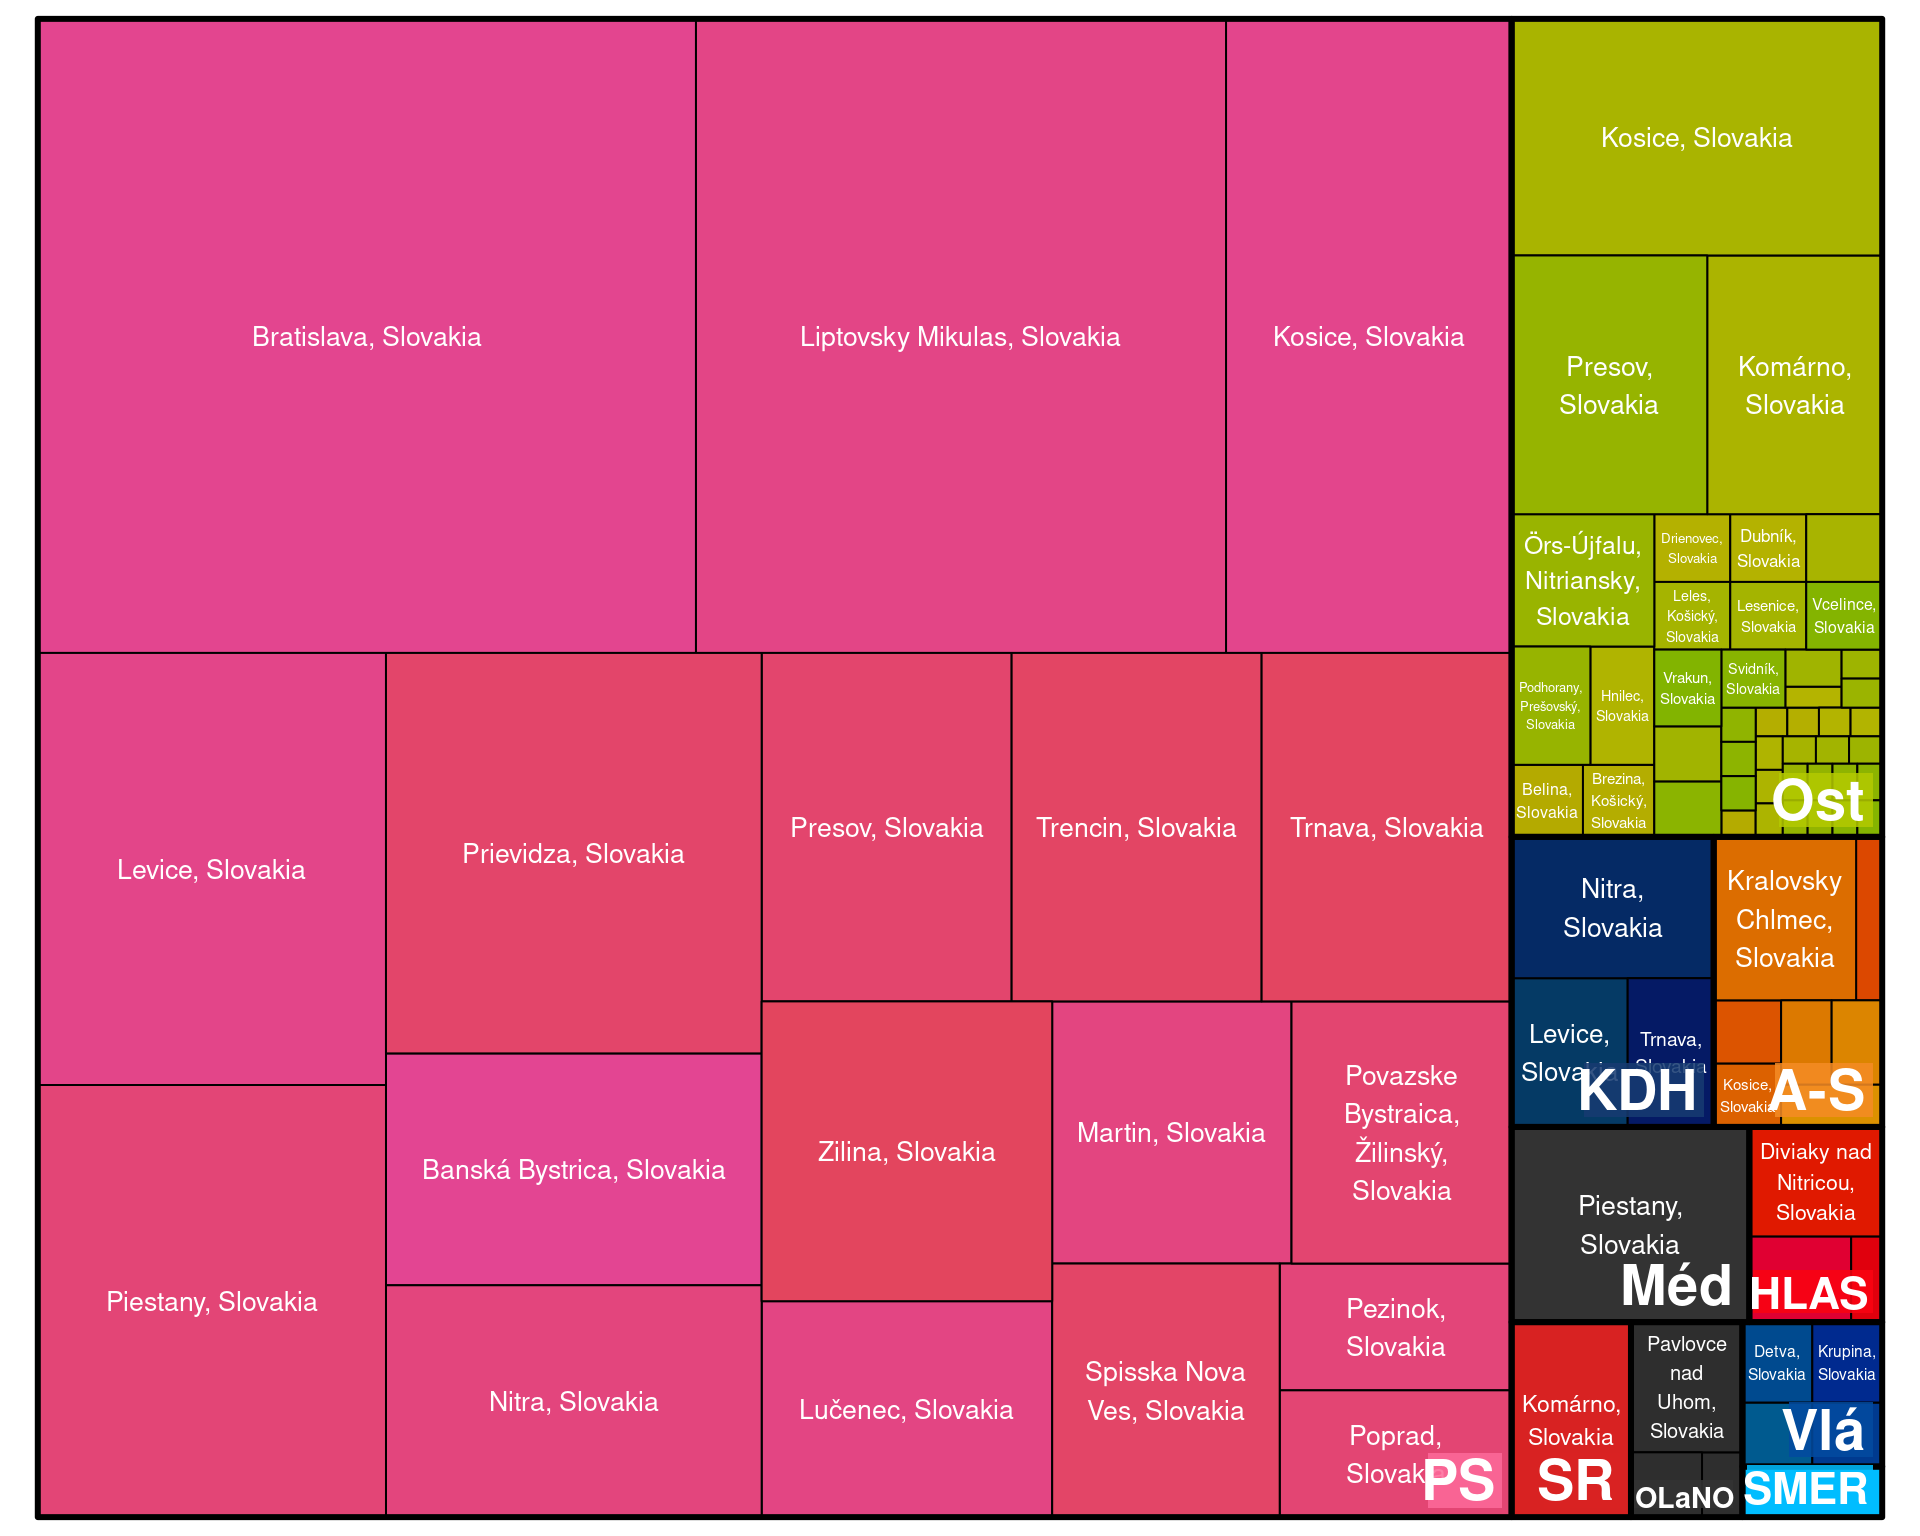 Bratislava, Slovakia
Liptovsky Mikulas, Slovakia
Kosice, Slovakia
Levice, Slovakia
Piestany, Slovakia
Prievidza, Slovakia
Banská Bystrica, Slovakia
Nitra, Slovakia
Presov, Slovakia
Trencin, Slovakia
Trnava, Slovakia
Zilina, Slovakia
Lučenec, Slovakia
Martin, Slovakia
Povazske
Bystraica,
Žilinský,
Slovakia
Spisska Nova
Ves, Slovakia
Pezinok,
Slovakia
Poprad,
Slovakia
PS
Kosice, Slovakia
Presov,
Slovakia
Komárno,
Slovakia
Örs-Újfalu,
Nitriansky,
Slovakia
Drienovec,
Slovakia
Dubník,
Slovakia
Leles,
Košický,
Slovakia
Lesenice,
Slovakia
Vcelince,
Slovakia
Podhorany,
Prešovský,
Slovakia
Hnilec,
Slovakia
Belina,
Slovakia
Brezina,
Košický,
Slovakia
Vrakun,
Slovakia
Svidník,
Slovakia
Ost
Nitra,
Slovakia
Levice,
Slovakia
Trnava,
Slovakia
KDH
Kralovsky
Chlmec,
Slovakia
Kosice,
Slovakia
A-S
Piestany,
Slovakia
Méd
Diviaky nad
Nitricou,
Slovakia
HLAS
Komárno,
Slovakia
SR
Pavlovce
nad
Uhom,
Slovakia
OLaNO
Detva,
Slovakia
Krupina,
Slovakia
Vlá
SMER